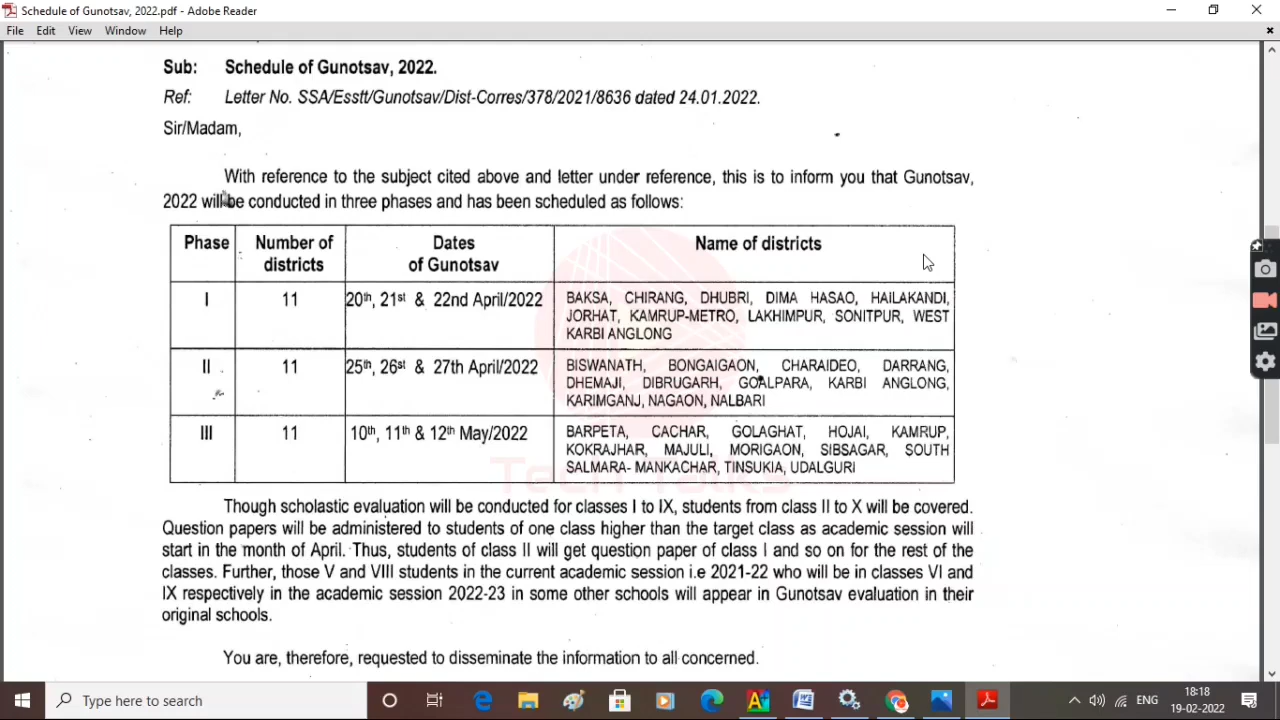 Schedule of Gunotsav, 2022.pdf - Adobe Reader
File Edit View Window Help
Sub: Schedule of Gunotsav, 2022.
Ref: Letter No. SSA/Esstt/Gunotsav/Dist-Corres/378/2021/8636 dated 24.01.2022.
Sir/Madam,
With reference to the subject cited above and letter under reference, this is to inform you that Gunotsav,
2022 will be conducted in three phases and has been scheduled as follows:
Phase Number of districts Dates of Gunotsav Name of districts
I 11 20th, 21st & 22nd April/2022 BAKSA, CHIRANG, DHUBRI, DIMA HASAO, HAILAKANDI,
JORHAT, KAMRUP-METRO, LAKHIMPUR, SONITPUR, WEST
KARBI ANGLONG
II 11 25th, 26st & 27th April/2022 BISWANATH, BONGAIGAON, CHARAIDEO, DARRANG,
DHEMAJI, DIBRUGARH, GOALPARA, KARBI ANGLONG,
KARIMGANJ, NAGAON, NALBARI
III 11 10th, 11th & 12th May/2022 BARPETA, CACHAR, GOLAGHAT, HOJAI, KAMRUP,
KOKRAJHAR, MAJULI, MORIGAON, SIBSAGAR, SOUTH
SALMARA- MANKACHAR, TINSUKIA, UDALGURI
Tech Talks
Though scholastic evaluation will be conducted for classes I to IX, students from class II to X will be covered.
Question papers will be administered to students of one class higher than the target class as academic session will
start in the month of April. Thus, students of class II will get question paper of class I and so on for the rest of the
classes. Further, those V and VIII students in the current academic session i.e 2021-22 who will be in classes VI and
IX respectively in the academic session 2022-23 in some other schools will appear in Gunotsav evaluation in their
original schools.
You are, therefore, requested to disseminate the information to all concerned.
Type here to search
ENG
18:18
19-02-2022